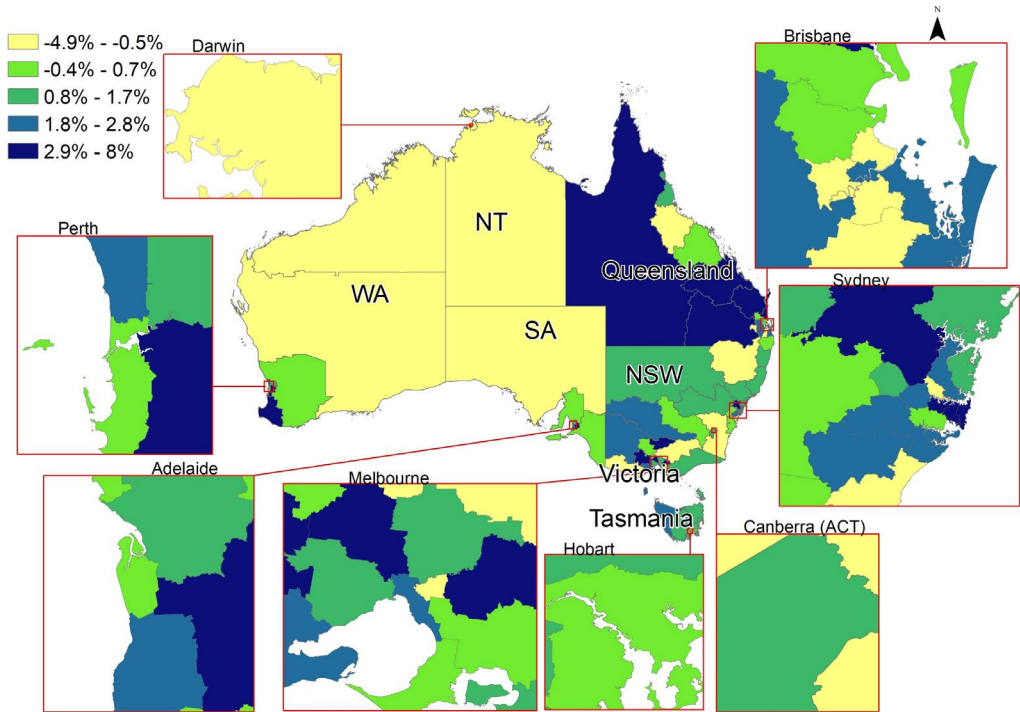 N
-4.9% - -0.5%
-0.4% - 0.7%
0.8% - 1.7%
1.8% - 2.8%
2.9% - 8%
Darwin
Brisbane
NT
Perth
Queensland
Sydney
WA
SA
NSW
Adelaide
Melbourne
Victoria
Tasmania
Hobart
Canberra (ACT)